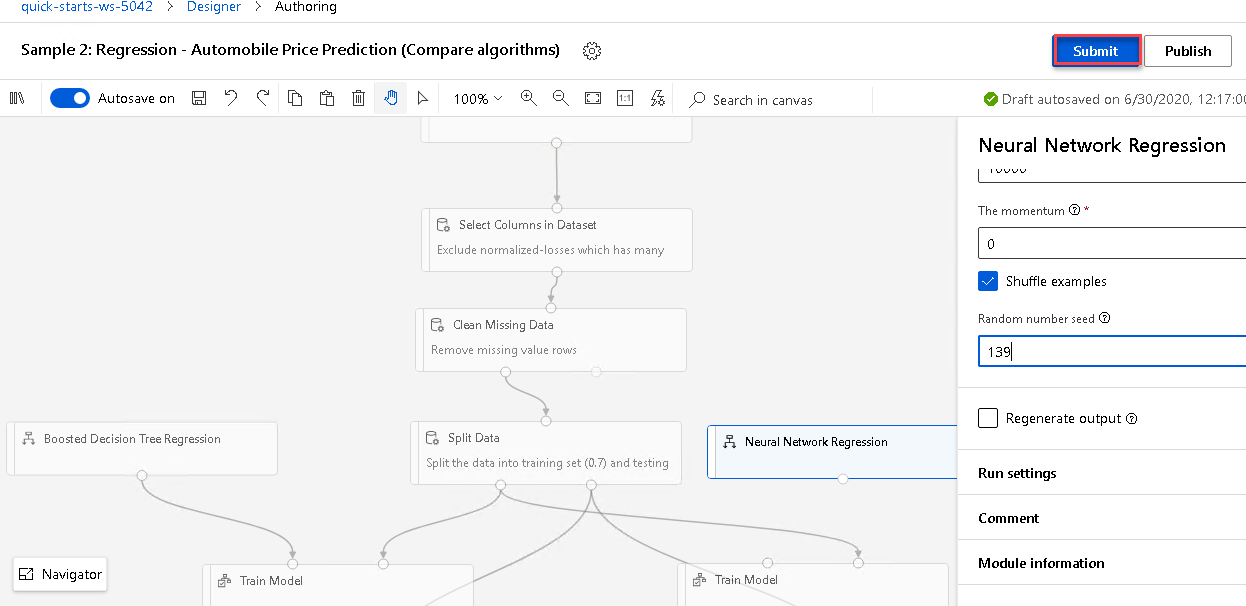 quick-starts-ws-5042 > Designer > Authoring
Sample 2: Regression - Automobile Price Prediction (Compare algorithms)
Submit
Publish
Autosave on
100%
1:1
Search in canvas
Draft autosaved on 6/30/2020, 12:17:00
Neural Network Regression
10000
The momentum ? *
0
Shuffle examples
Random number seed ?
139
Regenerate output ?
Run settings
Comment
Module information
Select Columns in Dataset
Exclude normalized-losses which has many
Clean Missing Data
Remove missing value rows
Boosted Decision Tree Regression
Split Data
Split the data into training set (0.7) and testing
Neural Network Regression
Train Model
Train Model
Navigator